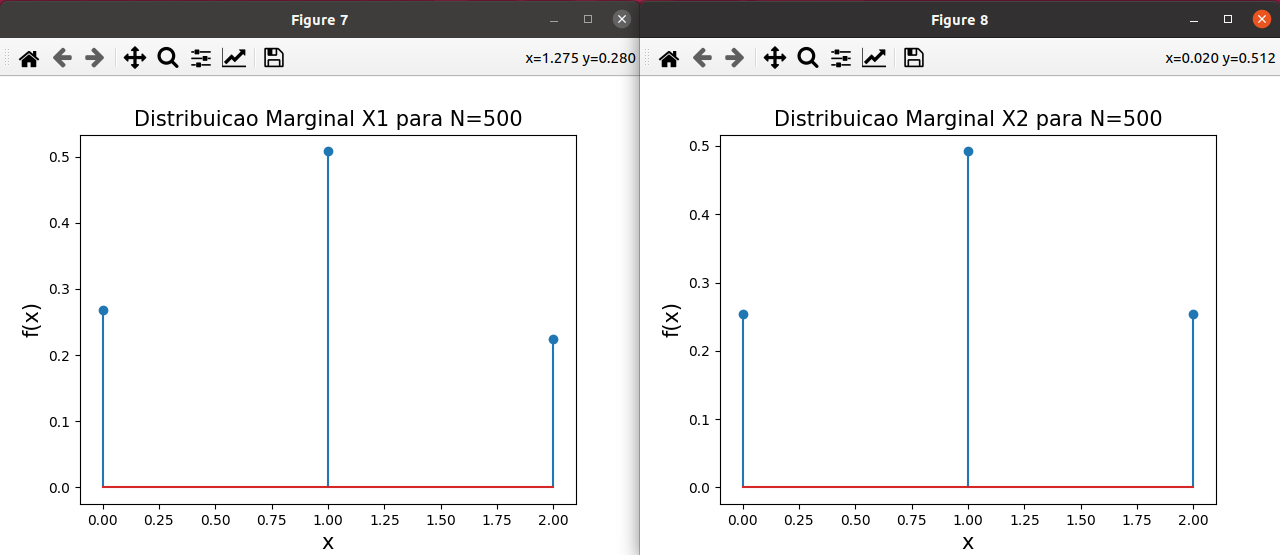 Figure 7
x=1.275 y=0.280
Distribuicao Marginal X1 para N=500
0.5
0.4
0.3
0.2
0.1
0.0
f(x)
0.00 0.25 0.50 0.75 1.00 1.25 1.50 1.75 2.00
x
Figure 8
x=0.020 y=0.512
Distribuicao Marginal X2 para N=500
0.5
0.4
0.3
0.2
0.1
0.0
f(x)
0.00 0.25 0.50 0.75 1.00 1.25 1.50 1.75 2.00
x